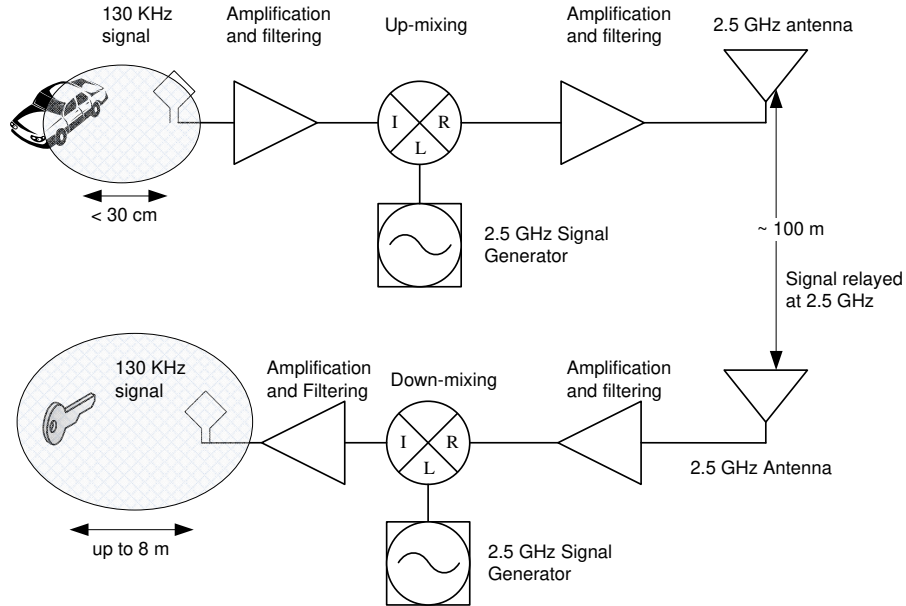 130 KHz
signal
Amplification
and filtering
Up-mixing
Amplification
and filtering
2.5 GHz antenna
I
R
L
< 30 cm
2.5 GHz Signal
Generator
~ 100 m
Signal relayed
at 2.5 GHz
130 KHz
signal
Amplification
and Filtering
Down-mixing
Amplification
and filtering
I
R
L
2.5 GHz Antenna
up to 8 m
2.5 GHz Signal
Generator